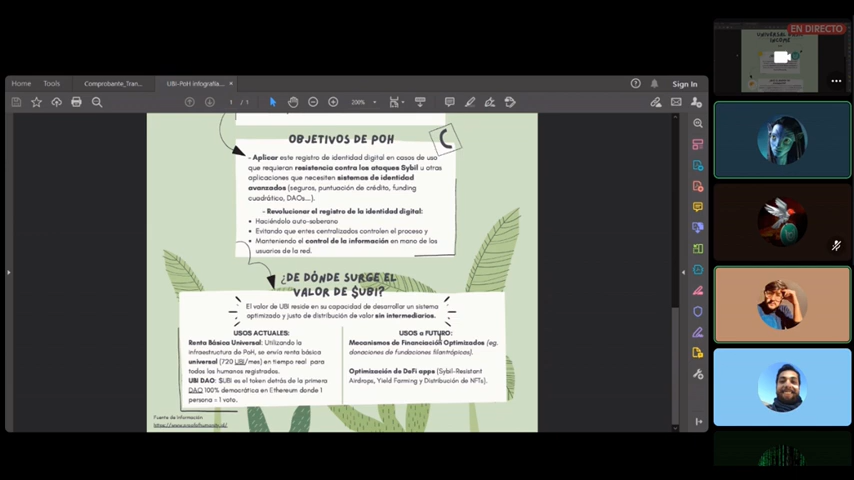 EN DIRECTO
Home Tools Comprobante_Tran... UBI-PoH infografia... × Sign In
1 / 1 200%
OBJETIVOS DE POH
- Aplicar este registro de identidad digital en casos de uso
que requieran resistencia contra los ataques Sybil u otras
aplicaciones que necesiten sistemas de identidad
avanzados (seguros, puntuación de crédito, funding
cuadrático, DAOs...).
- Revolucionar el registro de la identidad digital:
• Haciéndolo auto-soberano
• Evitando que entes centralizados controlen el proceso y
• Manteniendo el control de la información en mano de los
usuarios de la red.
¿DE DÓNDE SURGE EL
VALOR DE $UBI?
El valor de UBI reside en su capacidad de desarrollar un sistema
optimizado y justo de distribución de valor sin intermediarios.
USOS ACTUALES:
Renta Básica Universal: Utilizando la
infraestructura de PoH, se envía renta básica
universal (720 UBI/mes) en tiempo real para
todos los humanos registrados.
UBI DAO: $UBI es el token detrás de la primera
DAO 100% democrática en Ethereum donde 1
persona = 1 voto.
USOS a FUTURO:
Mecanismos de Financiación Optimizados (eg.
donaciones de fundaciones filantrópicas).
Optimización de DeFi apps (Sybil-Resistant
Airdrops, Yield Farming y Distribución de NFTs).
Fuente de Información
https://www.proofofhumanity.id/